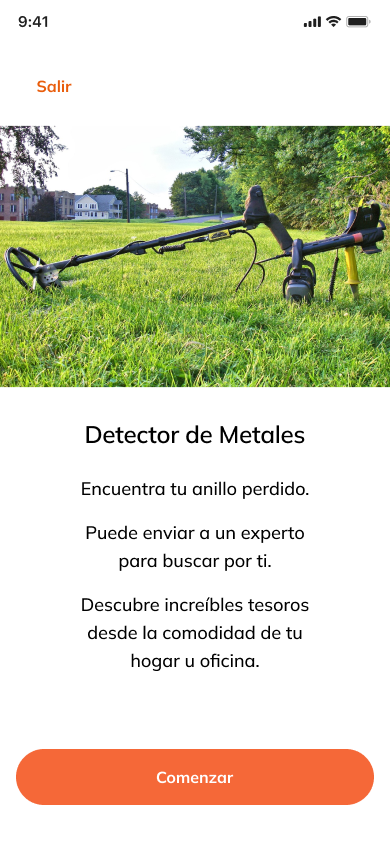 9:41
Salir
Detector de Metales
Encuentra tu anillo perdido.
Puede enviar a un experto
para buscar por ti.
Descubre increíbles tesoros
desde la comodidad de tu
hogar u oficina.
Comenzar